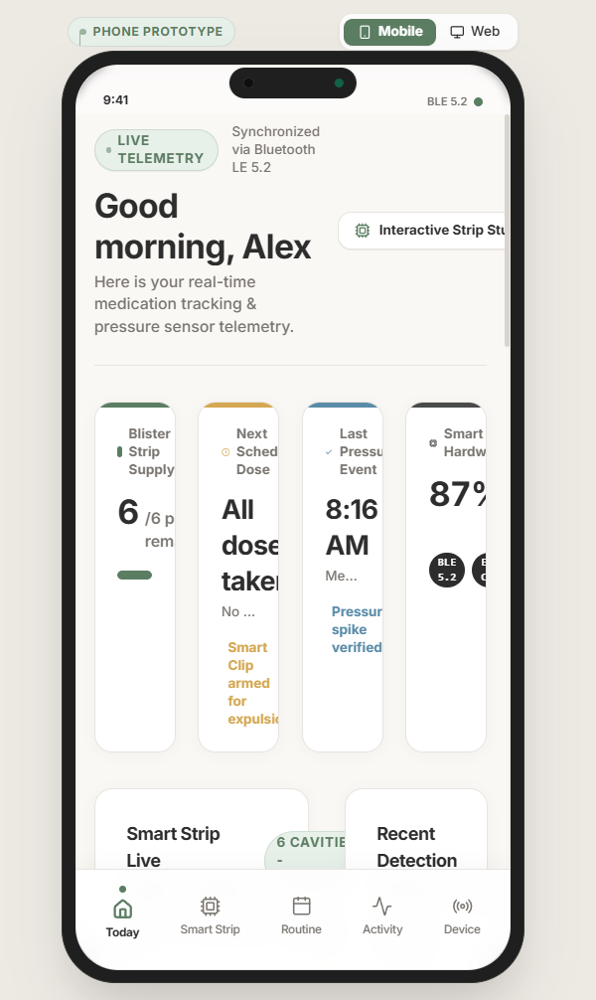 PHONE PROTOTYPE
Mobile
Web
9:41
BLE 5.2
LIVE
TELEMETRY
Synchronized
via Bluetooth
LE 5.2
Good
morning, Alex
Interactive Strip Stu
Here is your real-time
medication tracking &
pressure sensor telemetry.
Blister
Strip
Supply
6 /6 p
rem
Next
Sched
Dose
All
dose
taken
No ...
Smart
Clip
armed
for
expulsio
Last
Pressu
Event
8:16
AM
Me...
Pressur
spike
verified
Smart
Hardw
87%
BLE
5.2
Smart Strip
Live
6 CAVITIE
-
Recent
Detection
Today
Smart Strip
Routine
Activity
Device